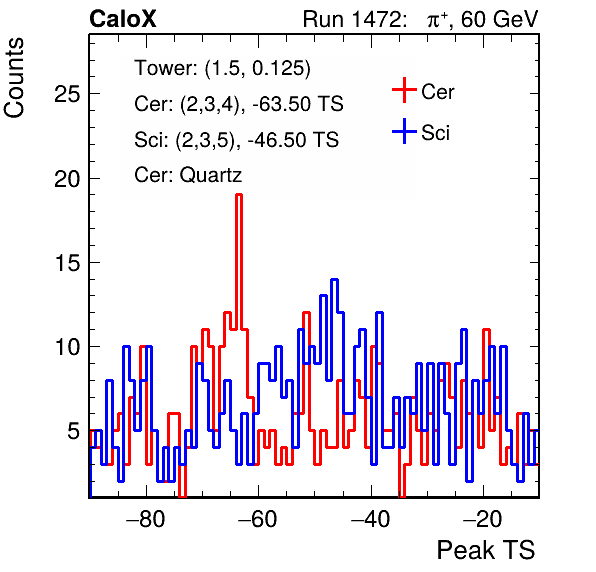 CaloX
Run 1472: π⁺, 60 GeV
Counts
Tower: (1.5, 0.125)
Cer: (2,3,4), -63.50 TS
Sci: (2,3,5), -46.50 TS
Cer: Quartz
Cer
Sci
25
20
15
10
5
−80 −60 −40 −20
Peak TS